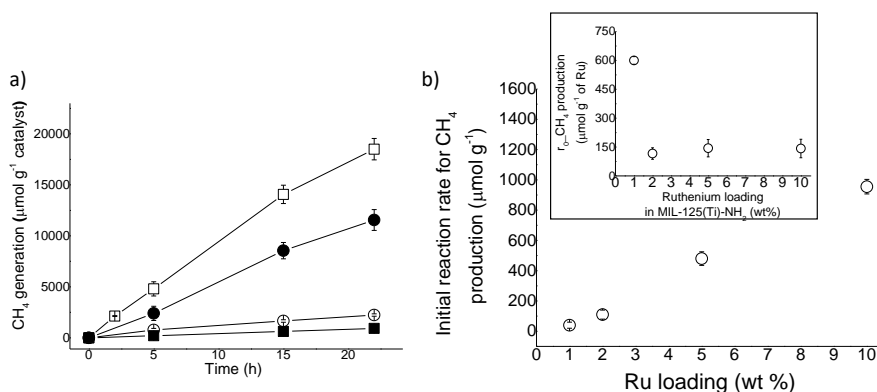 a)
CH4 generation (μmol g-1 catalyst)
20000
15000
10000
5000
0
0 5 10 15 20
Time (h)
b)
Initial reaction rate for CH4
production (μmol g-1)
1600
1400
1200
1000
800
600
400
200
0
0 1 2 3 4 5 6 7 8 9 10
Ru loading (wt %)
r0_CH4 production
(μmol g-1 of Ru)
750
600
450
300
150
0
0 1 2 3 4 5 6 7 8 9 10
Ruthenium loading
in MIL-125(Ti)-NH2 (wt%)